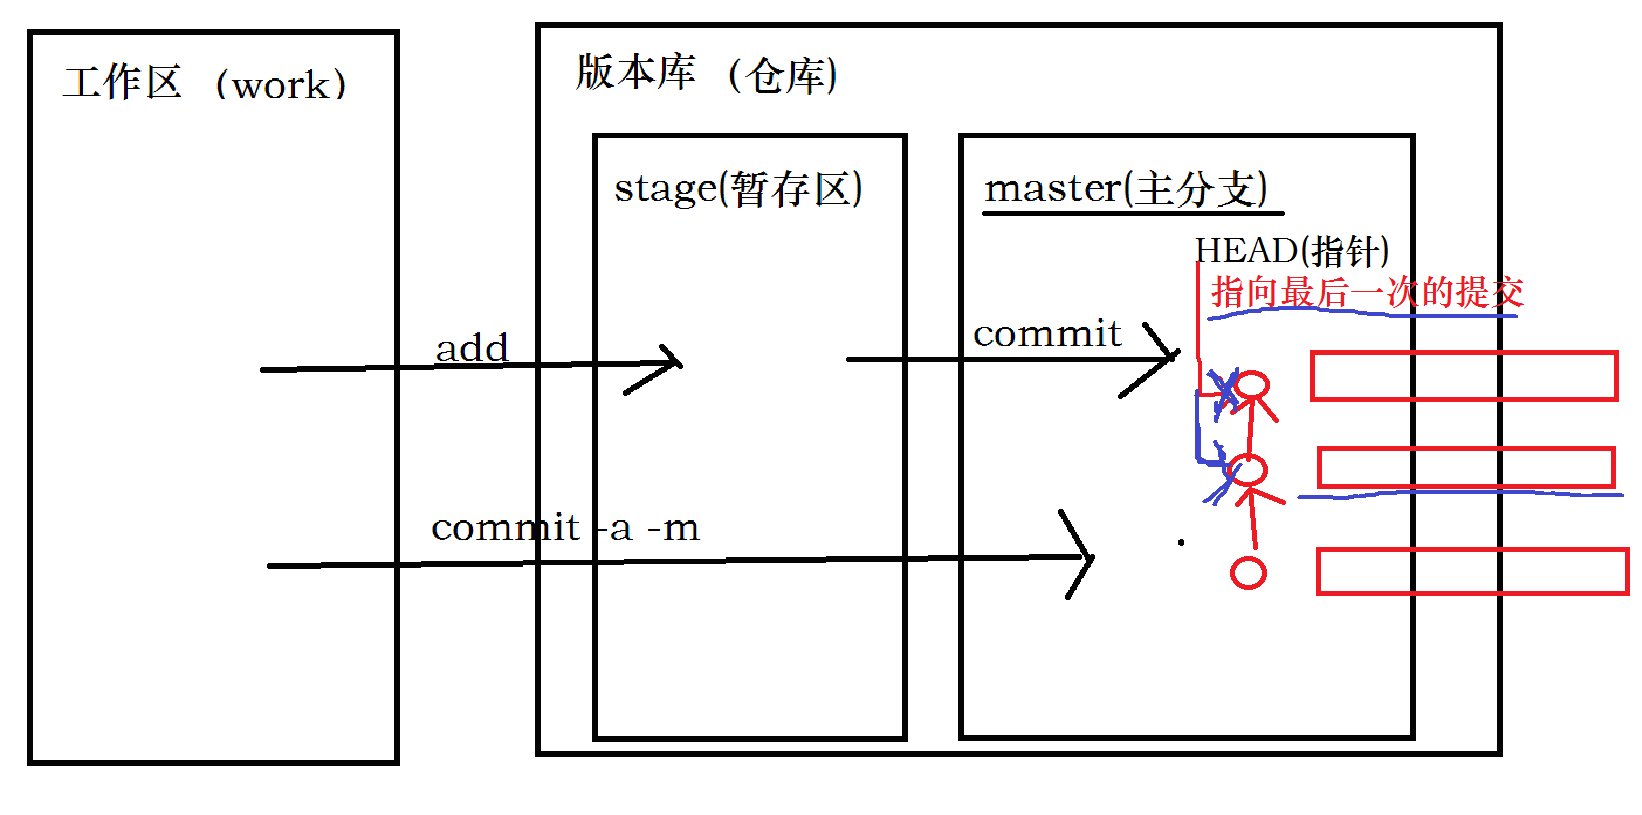 工作区 (work)
版本库 (仓库)
stage(暂存区)
master(主分支)
HEAD(指针)
指向最后一次的提交
add
commit
commit -a -m